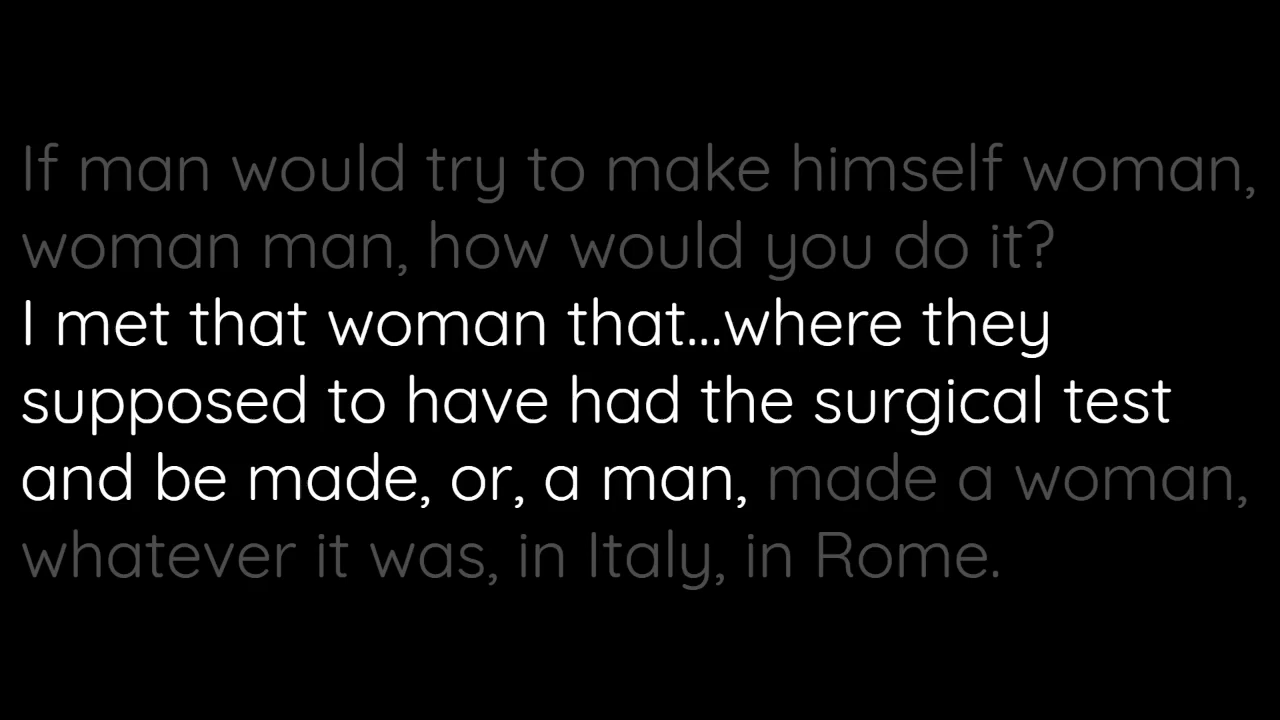 If man would try to make himself woman,
woman man, how would you do it?
I met that woman that...where they
supposed to have had the surgical test
and be made, or, a man, made a woman,
whatever it was, in Italy, in Rome.